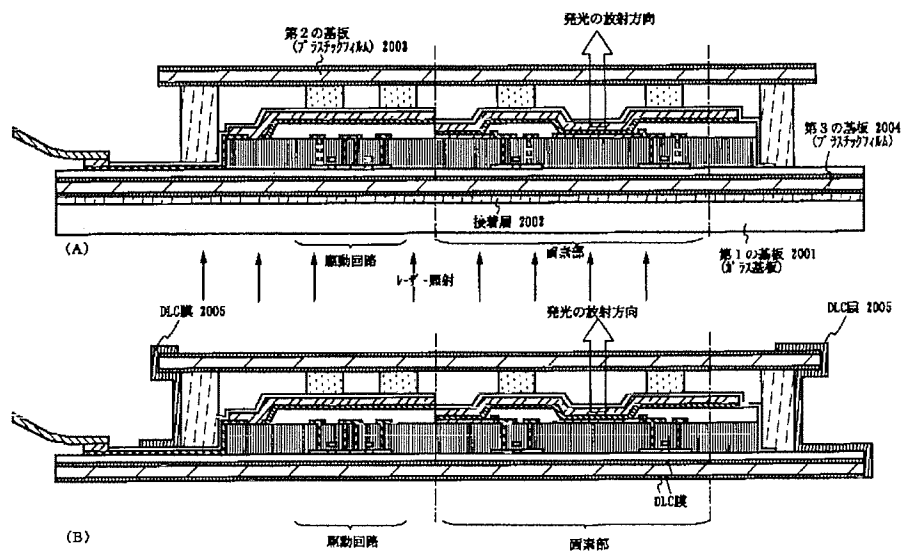 発光の放射方向
第2の基板
(プラスチックフィルム) 2003
第3の基板 2004
(プラスチックフィルム)
接着層 2002
(A)
駆動回路
画素部
第1の基板 2001
(ガラス基板)
レーザー照射
DLC膜 2005
発光の放射方向
DLC膜 2005
DLC膜
(B)
駆動回路
画素部